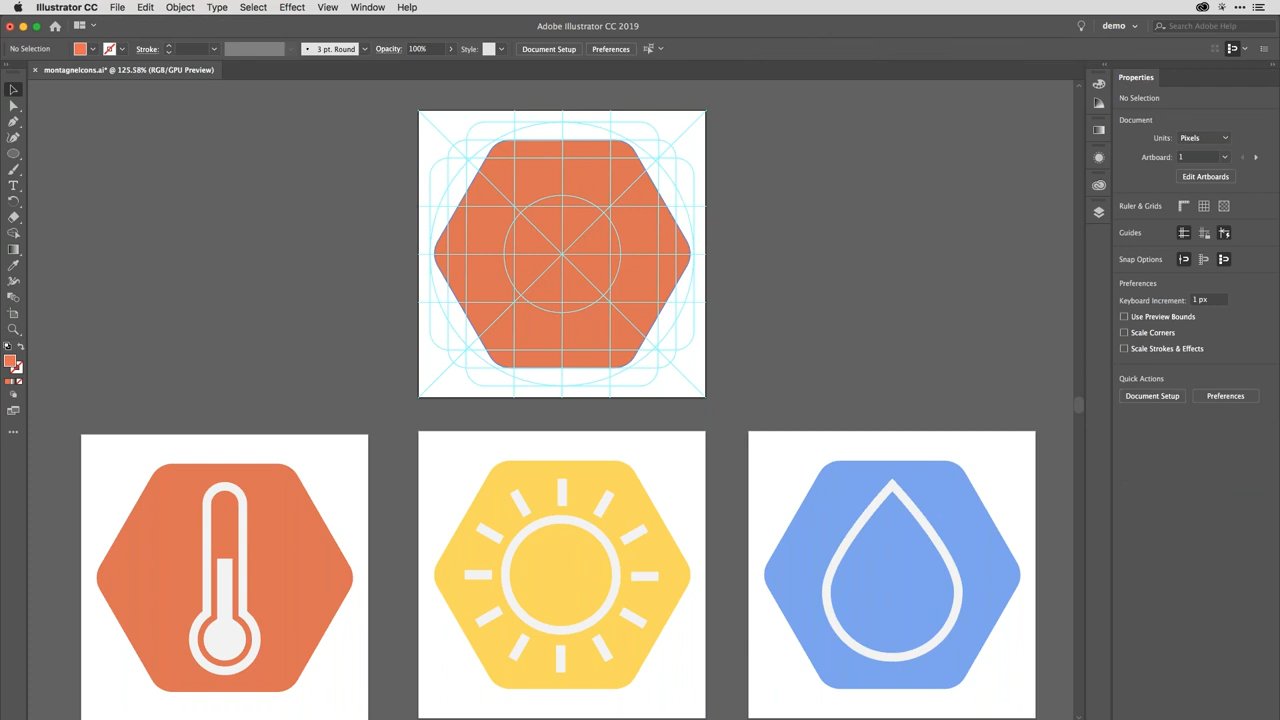 Illustrator CC File Edit Object Type Select Effect View Window Help
Adobe Illustrator CC 2019
demo
Search Adobe Help
No Selection
Stroke:
3 pt. Round
Opacity: 100%
Style:
Document Setup
Preferences
montagneIcons.ai* @ 125.58% (RGB/GPU Preview)
Properties
No Selection
Document
Units: Pixels
Artboard: 1
Edit Artboards
Ruler & Grids
Guides
Snap Options
Preferences
Keyboard Increment: 1 px
Use Preview Bounds
Scale Corners
Scale Strokes & Effects
Quick Actions
Document Setup
Preferences